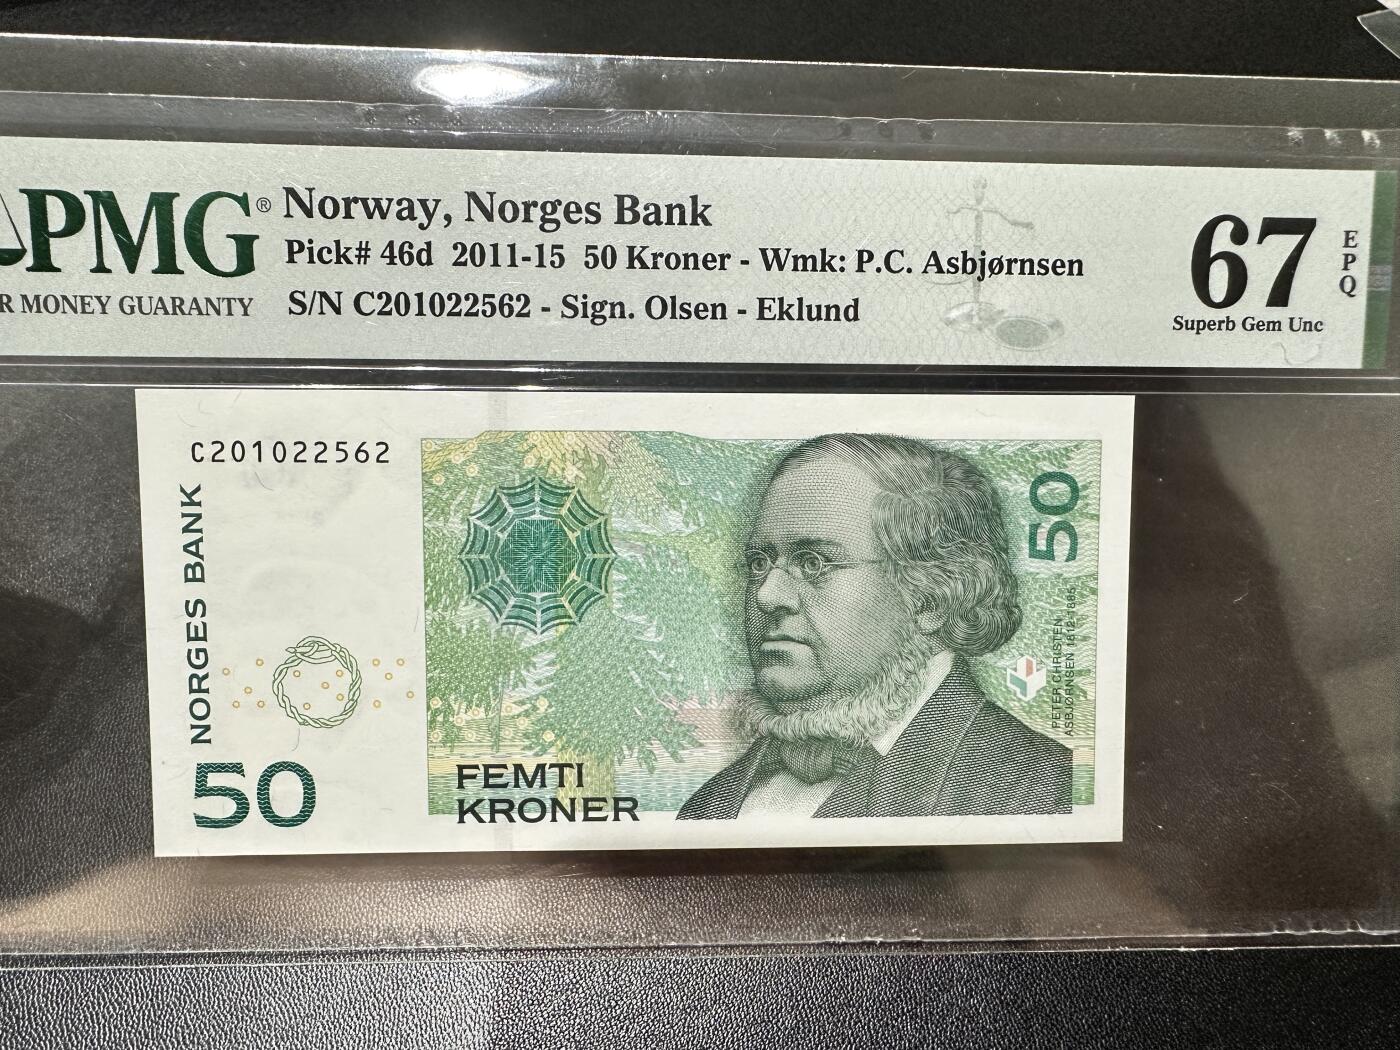 PMG®
R MONEY GUARANTY
Norway, Norges Bank
Pick# 46d 2011-15 50 Kroner - Wmk: P.C. Asbjørnsen
S/N C201022562 - Sign. Olsen - Eklund
67
EPQ
Superb Gem Unc
C201022562
NORGES BANK
50
FEMTI
KRONER
50
PETER CHRISTEN
ASBJØRNSEN 1812-1885